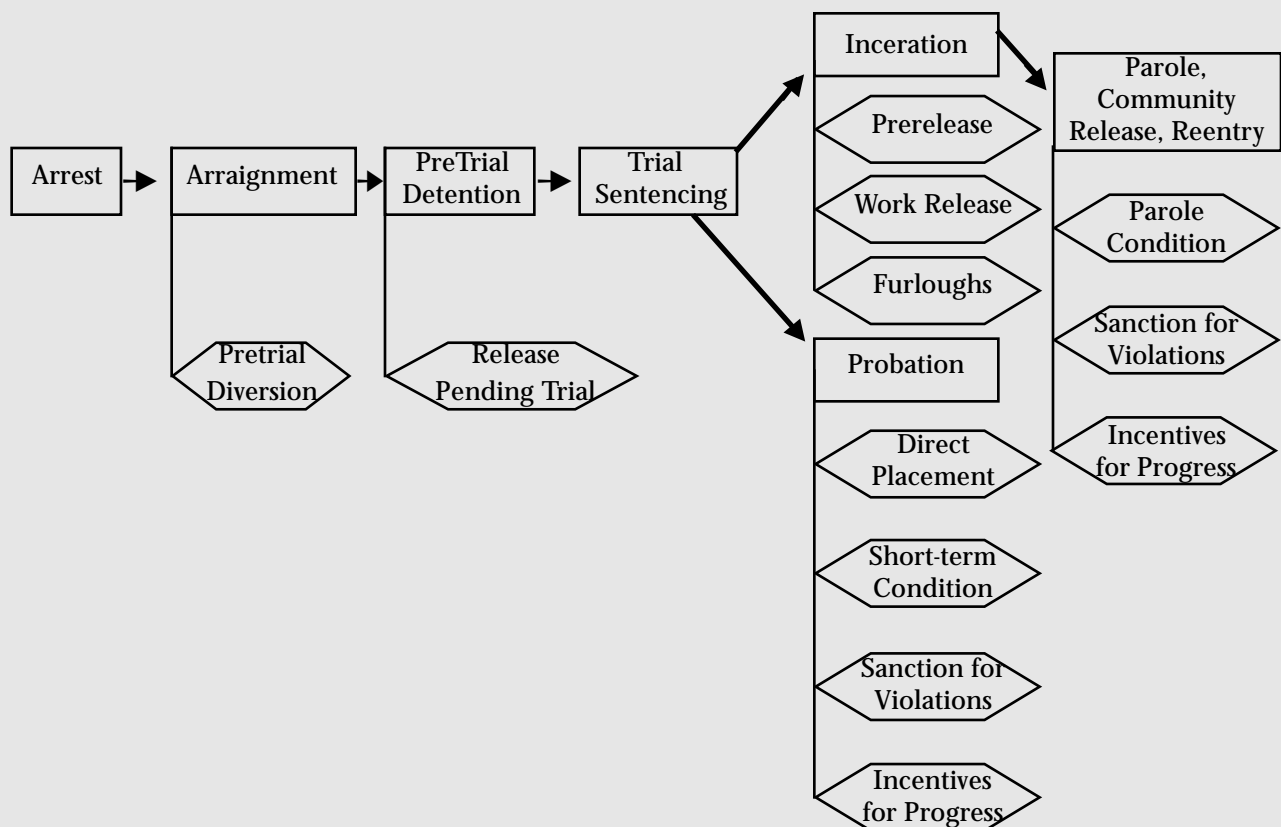 Arrest
Arraignment
Pretrial
Diversion
PreTrial
Detention
Release
Pending Trial
Trial
Sentencing
Inceration
Prerelease
Work Release
Furloughs
Probation
Direct
Placement
Short-term
Condition
Sanction for
Violations
Incentives
for Progress
Parole,
Community
Release, Reentry
Parole
Condition
Sanction for
Violations
Incentives
for Progress